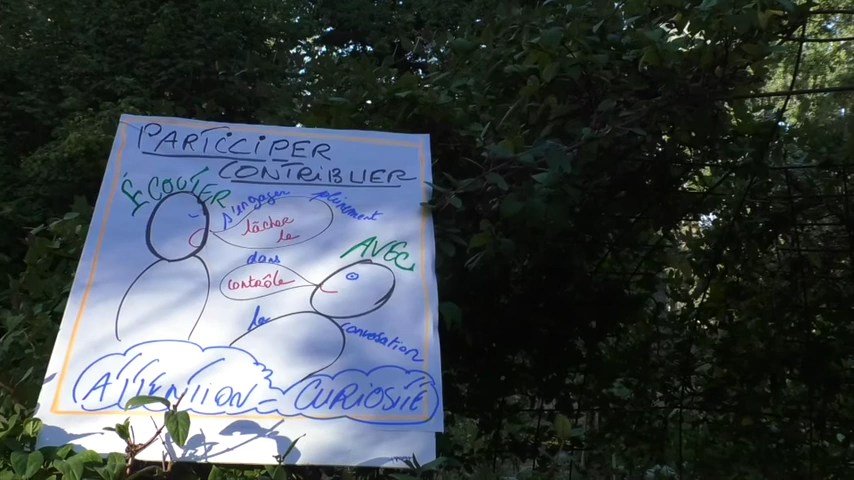 PARTICIPER
CONTRIBUER
ÉCOUTER
s'engager pleinement
lâcher
le
dans
AVEC
contrôle
la
conversation
ATTENTION - CURIOSITÉ